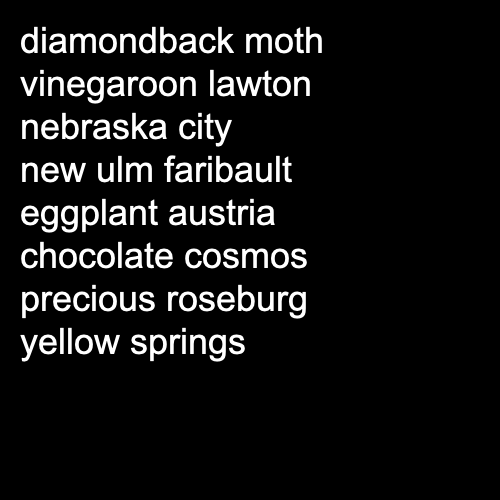 diamondback moth
vinegaroon lawton
nebraska city
new ulm faribault
eggplant austria
chocolate cosmos
precious roseburg
yellow springs